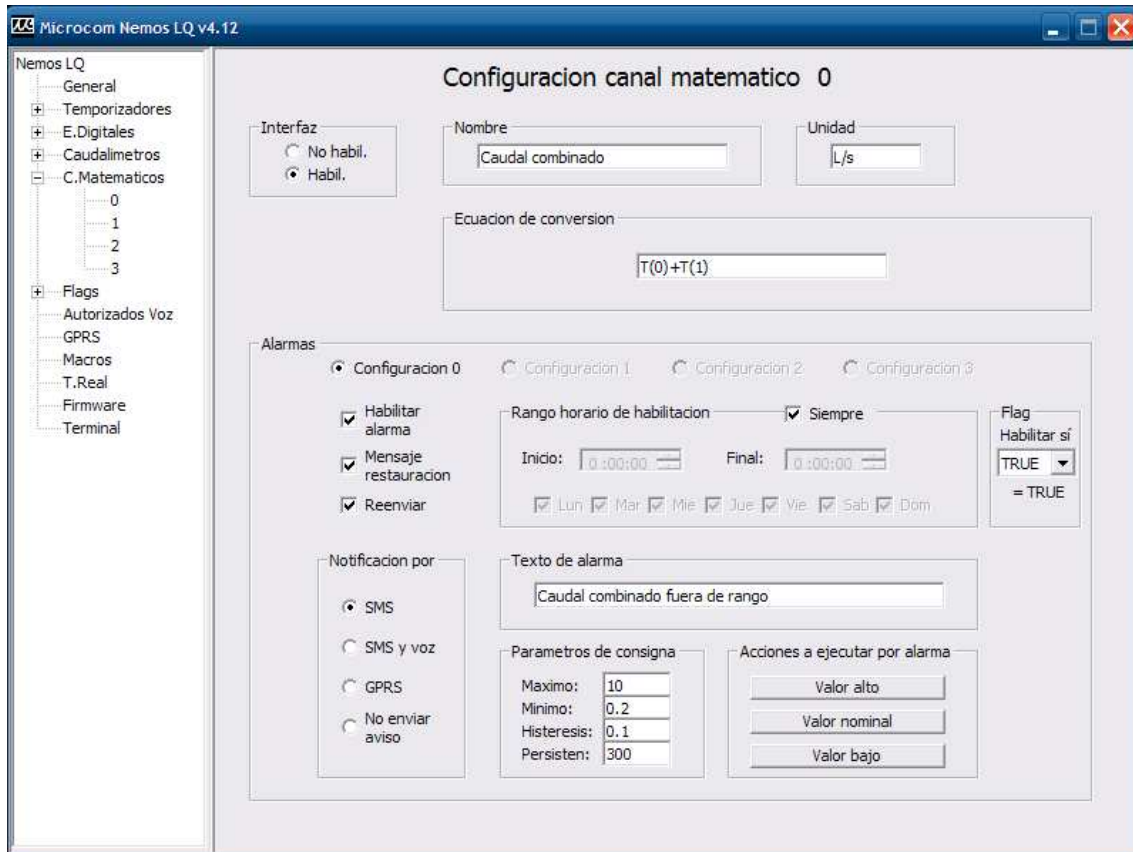 Microcom Nemos LQ v4.12
Nemos LQ
General
Temporizadores
E.Digitales
Caudalimetros
C.Matematicos
0
1
2
3
Flags
Autorizados Voz
GPRS
Macros
T.Real
Firmware
Terminal
Configuracion canal matematico 0
Interfaz
No habil.
Habil.
Nombre
Caudal combinado
Unidad
L/s
Ecuacion de conversion
T(0)+T(1)
Alarmas
Configuracion 0
Configuracion 1
Configuracion 2
Configuracion 3
Habilitar
alarma
Mensaje
restauracion
Reenviar
Rango horario de habilitacion
Siempre
Inicio:
0 :00:00
Final:
0 :00:00
Lun Mar Mie Jue Vie Sab Dom
Flag
Habilitar sí
TRUE
= TRUE
Notificacion por
SMS
SMS y voz
GPRS
No enviar
aviso
Texto de alarma
Caudal combinado fuera de rango
Parametros de consigna
Maximo: 10
Minimo: 0.2
Histeresis: 0.1
Persisten: 300
Acciones a ejecutar por alarma
Valor alto
Valor nominal
Valor bajo